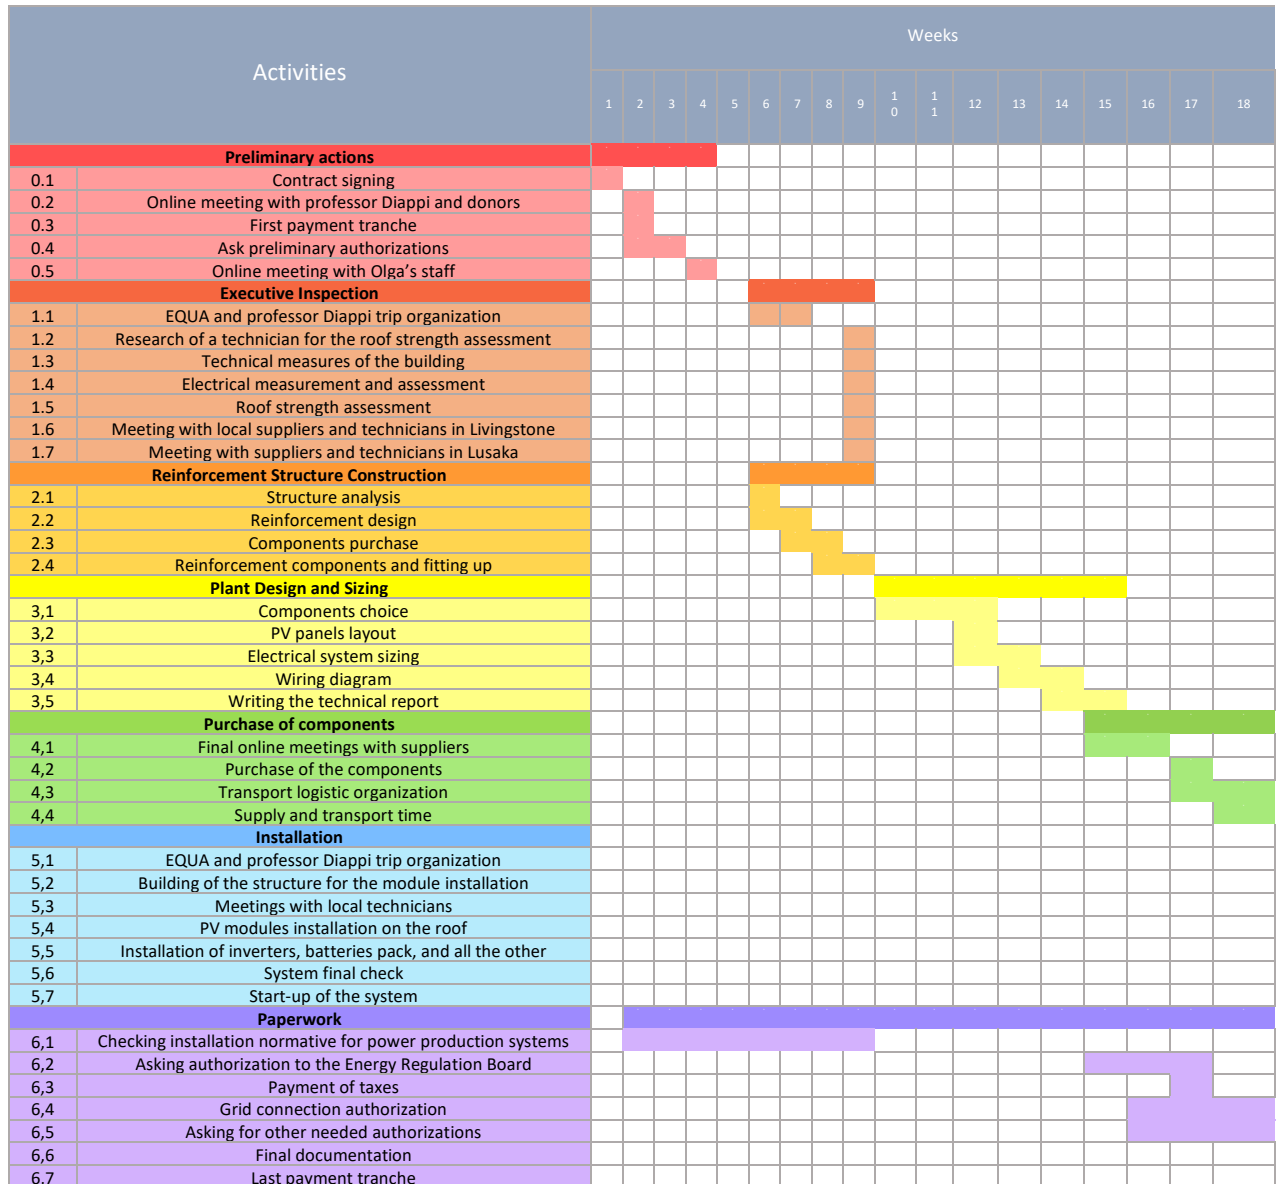 Activities
Weeks
1 2 3 4 5 6 7 8 9 10 11 12 13 14 15 16 17 18
Preliminary actions
0.1 Contract signing
0.2 Online meeting with professor Diappi and donors
0.3 First payment tranche
0.4 Ask preliminary authorizations
0.5 Online meeting with Olga’s staff
Executive Inspection
1.1 EQUA and professor Diappi trip organization
1.2 Research of a technician for the roof strength assessment
1.3 Technical measures of the building
1.4 Electrical measurement and assessment
1.5 Roof strength assessment
1.6 Meeting with local suppliers and technicians in Livingstone
1.7 Meeting with suppliers and technicians in Lusaka
Reinforcement Structure Construction
2.1 Structure analysis
2.2 Reinforcement design
2.3 Components purchase
2.4 Reinforcement components and fitting up
Plant Design and Sizing
3,1 Components choice
3,2 PV panels layout
3,3 Electrical system sizing
3,4 Wiring diagram
3,5 Writing the technical report
Purchase of components
4,1 Final online meetings with suppliers
4,2 Purchase of the components
4,3 Transport logistic organization
4,4 Supply and transport time
Installation
5,1 EQUA and professor Diappi trip organization
5,2 Building of the structure for the module installation
5,3 Meetings with local technicians
5,4 PV modules installation on the roof
5,5 Installation of inverters, batteries pack, and all the other
5,6 System final check
5,7 Start-up of the system
Paperwork
6,1 Checking installation normative for power production systems
6,2 Asking authorization to the Energy Regulation Board
6,3 Payment of taxes
6,4 Grid connection authorization
6,5 Asking for other needed authorizations
6,6 Final documentation
6,7 Last payment tranche